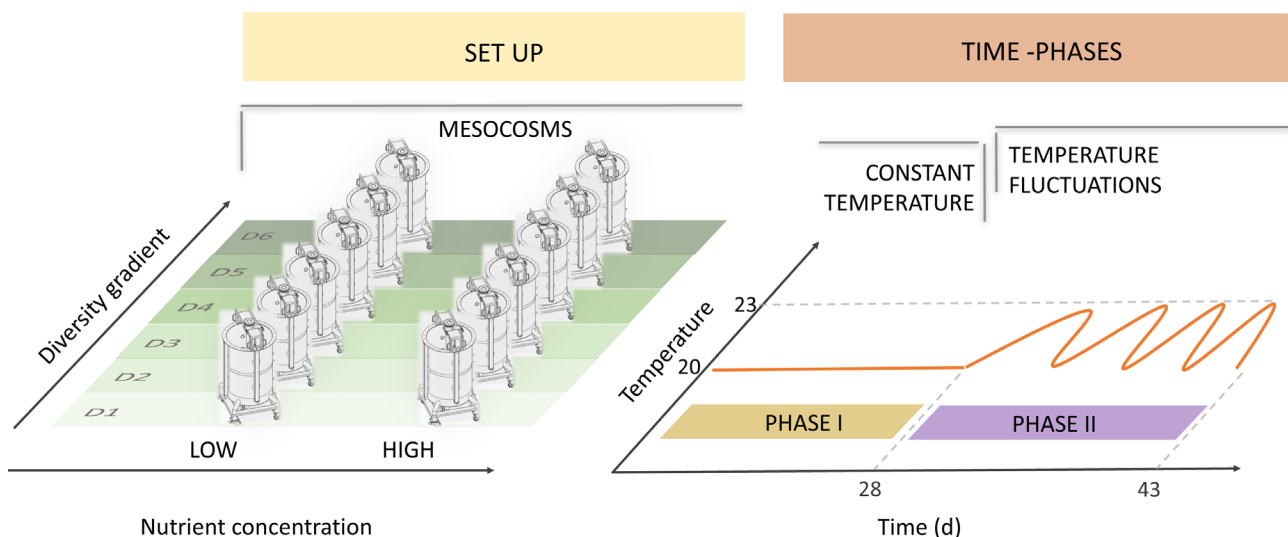 SET UP
TIME -PHASES
MESOCOSMS
CONSTANT
TEMPERATURE
TEMPERATURE
FLUCTUATIONS
Diversity gradient
D6
D5
D4
D3
D2
D1
LOW
HIGH
Nutrient concentration
Temperature
23
20
PHASE I
PHASE II
28
43
Time (d)